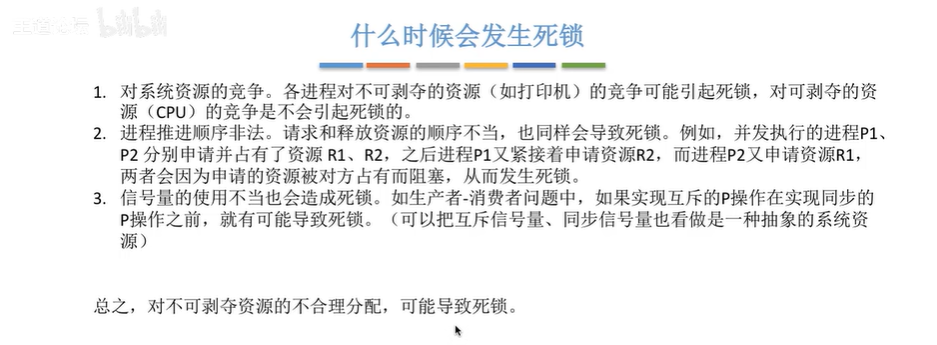 bilibili
什么时候会发生死锁
1. 对系统资源的竞争。各进程对不可剥夺的资源（如打印机）的竞争可能引起死锁，对可剥夺的资
源（CPU）的竞争是不会引起死锁的。
2. 进程推进顺序非法。请求和释放资源的顺序不当，也同样会导致死锁。例如，并发执行的进程P1、
P2 分别申请并占有了资源 R1、R2，之后进程P1又紧接着申请资源R2，而进程P2又申请资源R1，
两者会因为申请的资源被对方占有而阻塞，从而发生死锁。
3. 信号量的使用不当也会造成死锁。如生产者-消费者问题中，如果实现互斥的P操作在实现同步的
P操作之前，就有可能导致死锁。（可以把互斥信号量、同步信号量也看做是一种抽象的系统资
源）
总之，对不可剥夺资源的不合理分配，可能导致死锁。